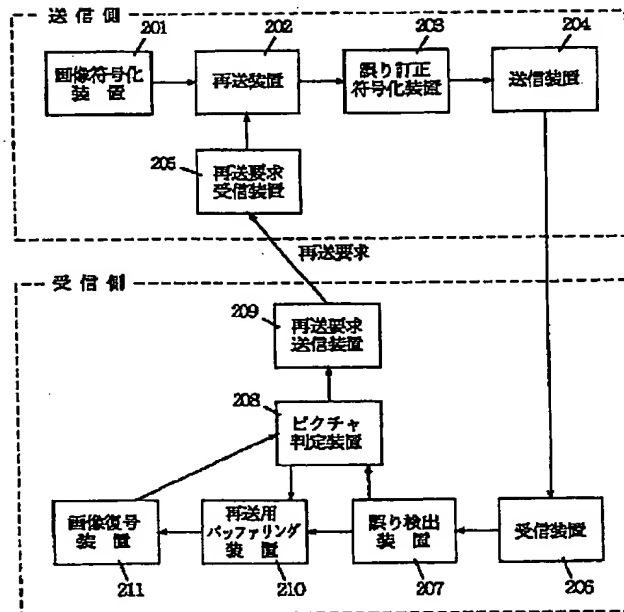 送信側
201
202
203
204
画像符号化
装置
再送装置
誤り訂正
符号化装置
送信装置
205
再送要求
受信装置
再送要求
受信側
209
再送要求
送信装置
208
ピクチャ
判定装置
画像復号
装置
再送用
バッファリング
装置
誤り検出
装置
受信装置
211
210
207
206